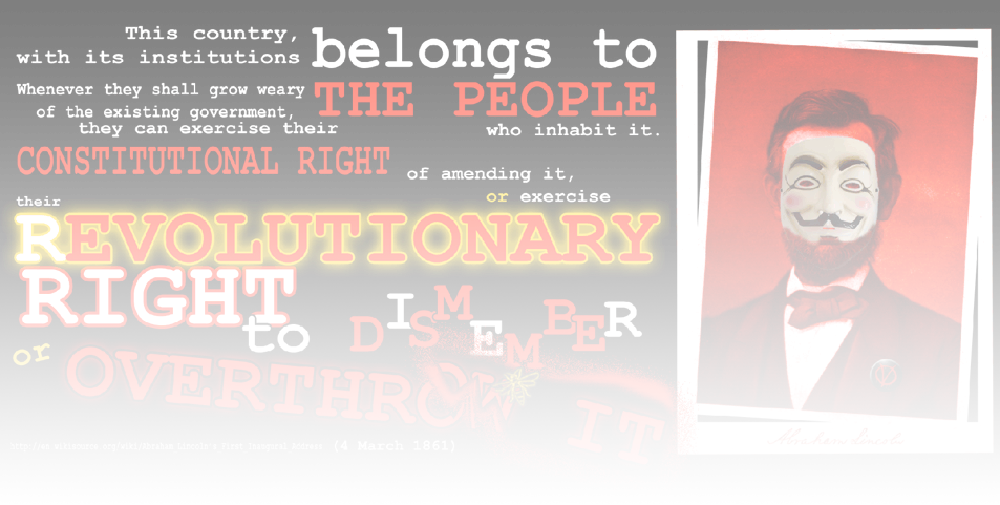 This country,
with its institutions
belongs to
THE PEOPLE
who inhabit it.
Whenever they shall grow weary
of the existing government,
they can exercise their
CONSTITUTIONAL RIGHT
of amending it,
or exercise
their
REVOLUTIONARY
RIGHT
to DISMEMBER
or OVERTHROW IT
(4 March 1861)
Abraham Lincoln